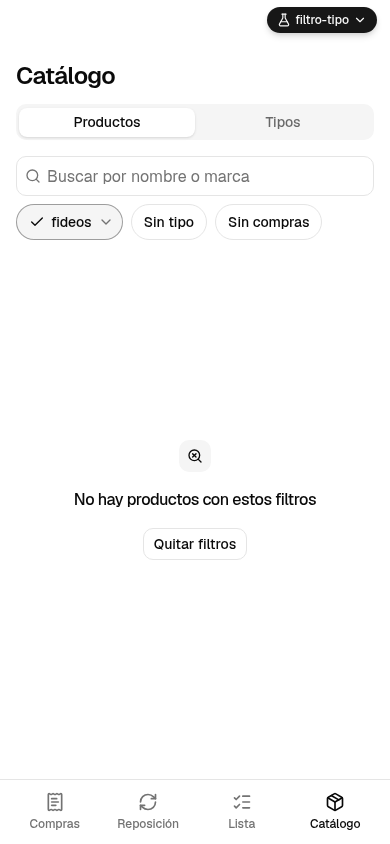 filtro-tipo
Catálogo
Productos
Tipos
Buscar por nombre o marca
fideos
Sin tipo
Sin compras
No hay productos con estos filtros
Quitar filtros
Compras
Reposición
Lista
Catálogo